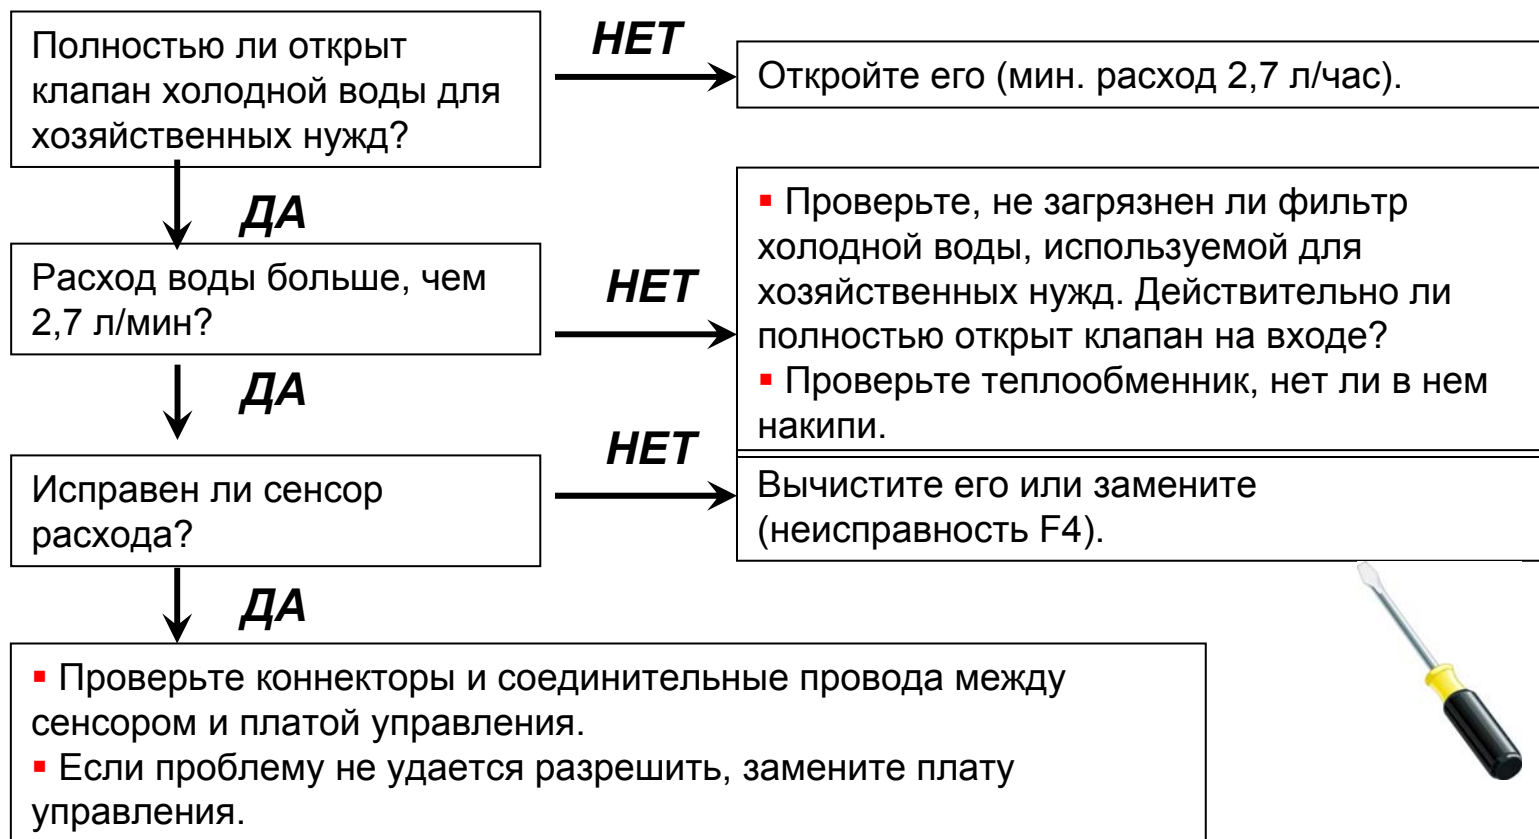 Полностью ли открыт
клапан холодной воды для
хозяйственных нужд?
НЕТ
Откройте его (мин. расход 2,7 л/час).
ДА
Расход воды больше, чем
2,7 л/мин?
НЕТ
▪ Проверьте, не загрязнен ли фильтр
холодной воды, используемой для
хозяйственных нужд. Действительно ли
полностью открыт клапан на входе?
▪ Проверьте теплообменник, нет ли в нем
накипи.
ДА
Исправен ли сенсор
расхода?
НЕТ
Вычистите его или замените
(неисправность F4).
ДА
▪ Проверьте коннекторы и соединительные провода между
сенсором и платой управления.
▪ Если проблему не удается разрешить, замените плату
управления.